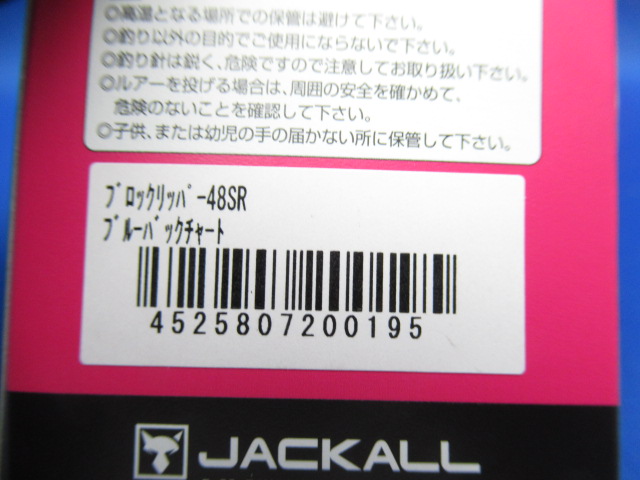 ◎高温となる場所での保管は避けて下さい。
◎釣り以外の目的でご使用にならないで下さい。
◎釣り針は鋭く、危険ですので注意してお取り扱い下さい。
◎ルアーを投げる場合は、周囲の安全を確かめて、
危険のないことを確認して下さい。
◎子供、または幼児の手の届かない所に保管して下さい。
ﾌﾞﾛｯｸﾘｯﾊﾟｰ-48SR
ﾌﾞﾙｰﾊﾞｯｸﾁｬｰﾄ
4525807200195
JACKALL